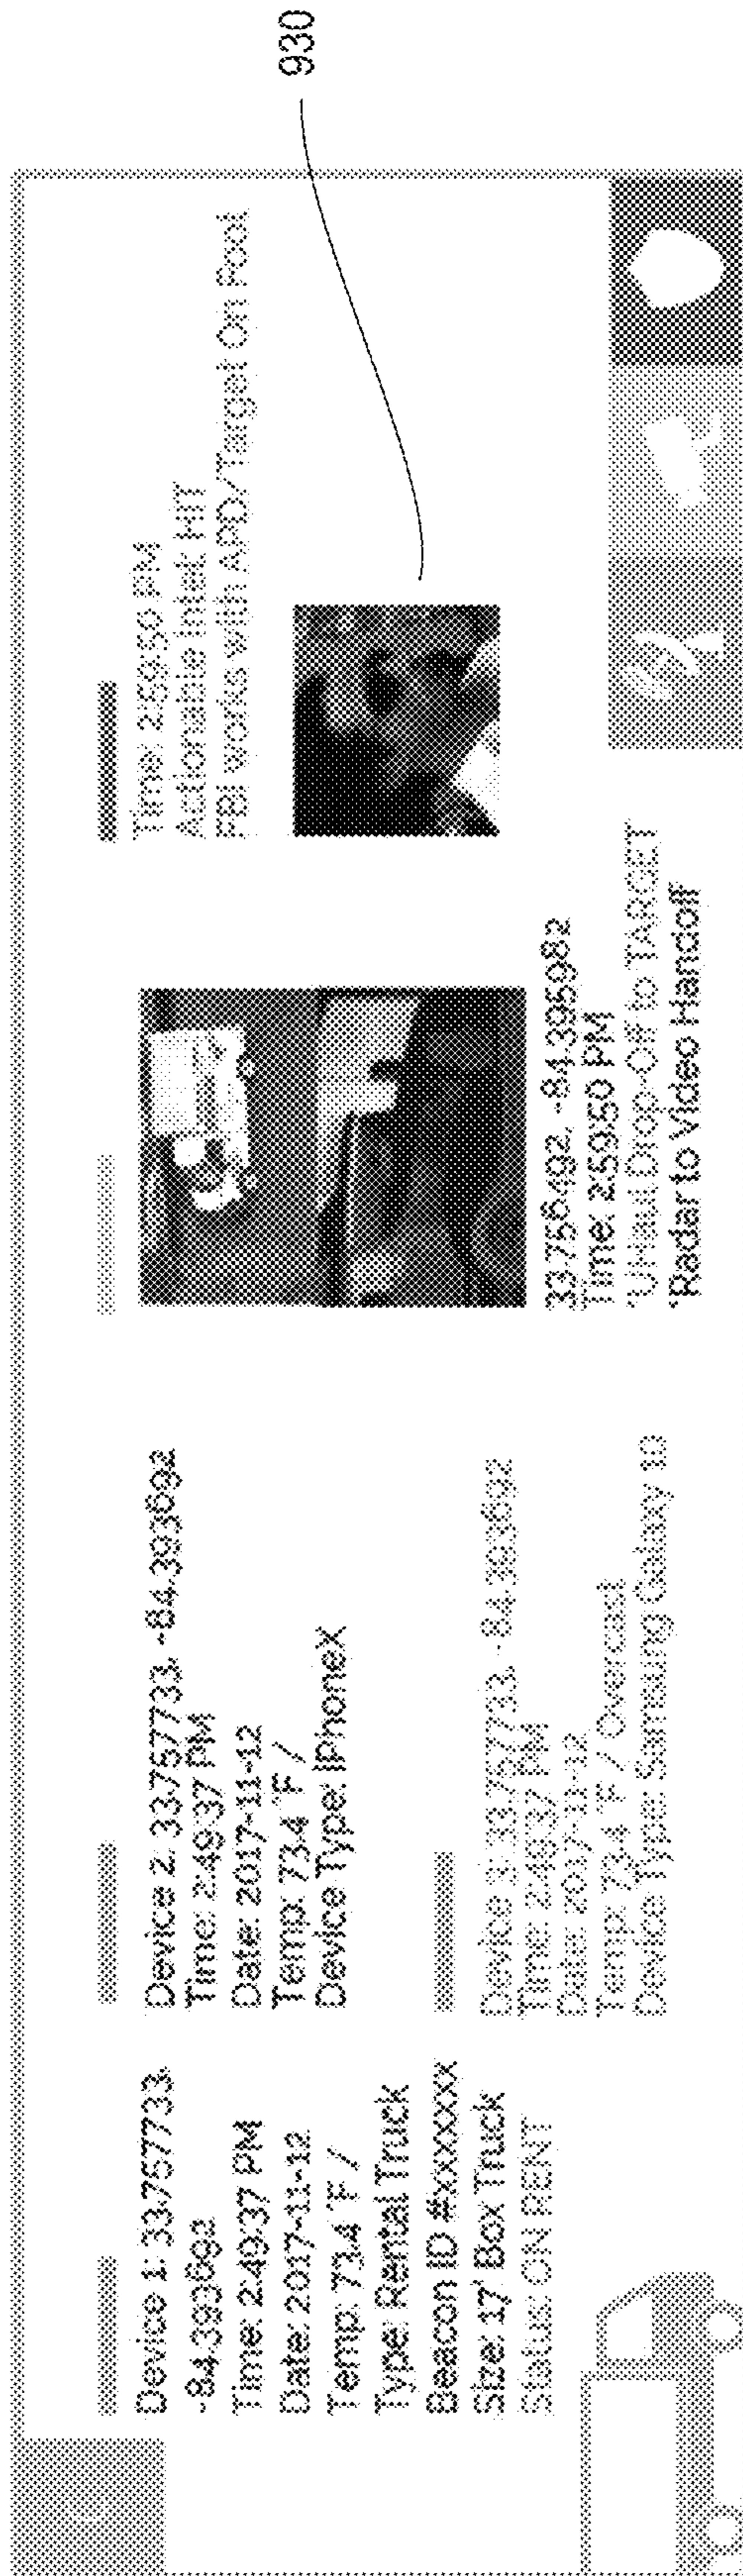 Device 1: 33.757733,
-84.393692
Time: 2:49:37 PM
Date: 2017-11-12
Temp: 73.4 °F /
Type: Rental Truck
Beacon ID #xxxxxxx
Size: 17' Box Truck
Status: ON RENT
Device 2: 33.757733, -84.393692
Time: 2:49:37 PM
Date: 2017-11-12
Temp: 73.4 °F /
Device Type: IPhoneX
Device 3: 33.757733, -84.393692
Time: 2:49:37 PM
Date: 2017-11-12
Temp: 73.4 °F / Overcast
Device Type: Samsung Galaxy 10
33.756492, -84.395982
Time: 2:59:50 PM
*UHaul Drop-Off to TARGET
*Radar to Video Handoff
Time: 2:59:50 PM
Actionable Intel: HIT
FBI works with APD/Target On Foot
930